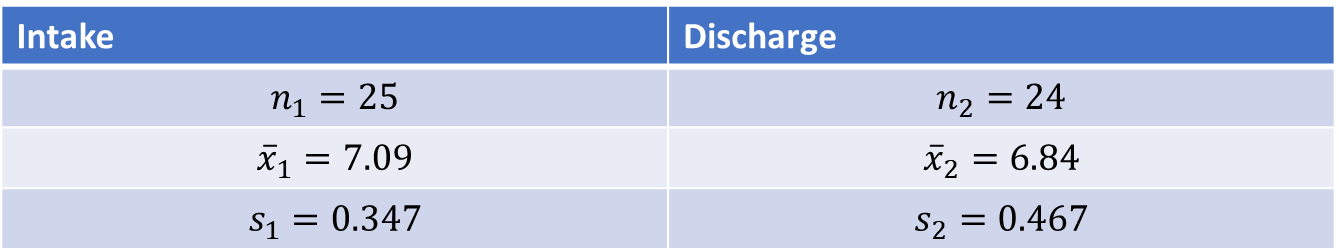 Intake Discharge
n₁ = 25 n₂ = 24
x̄₁ = 7.09 x̄₂ = 6.84
s₁ = 0.347 s₂ = 0.467